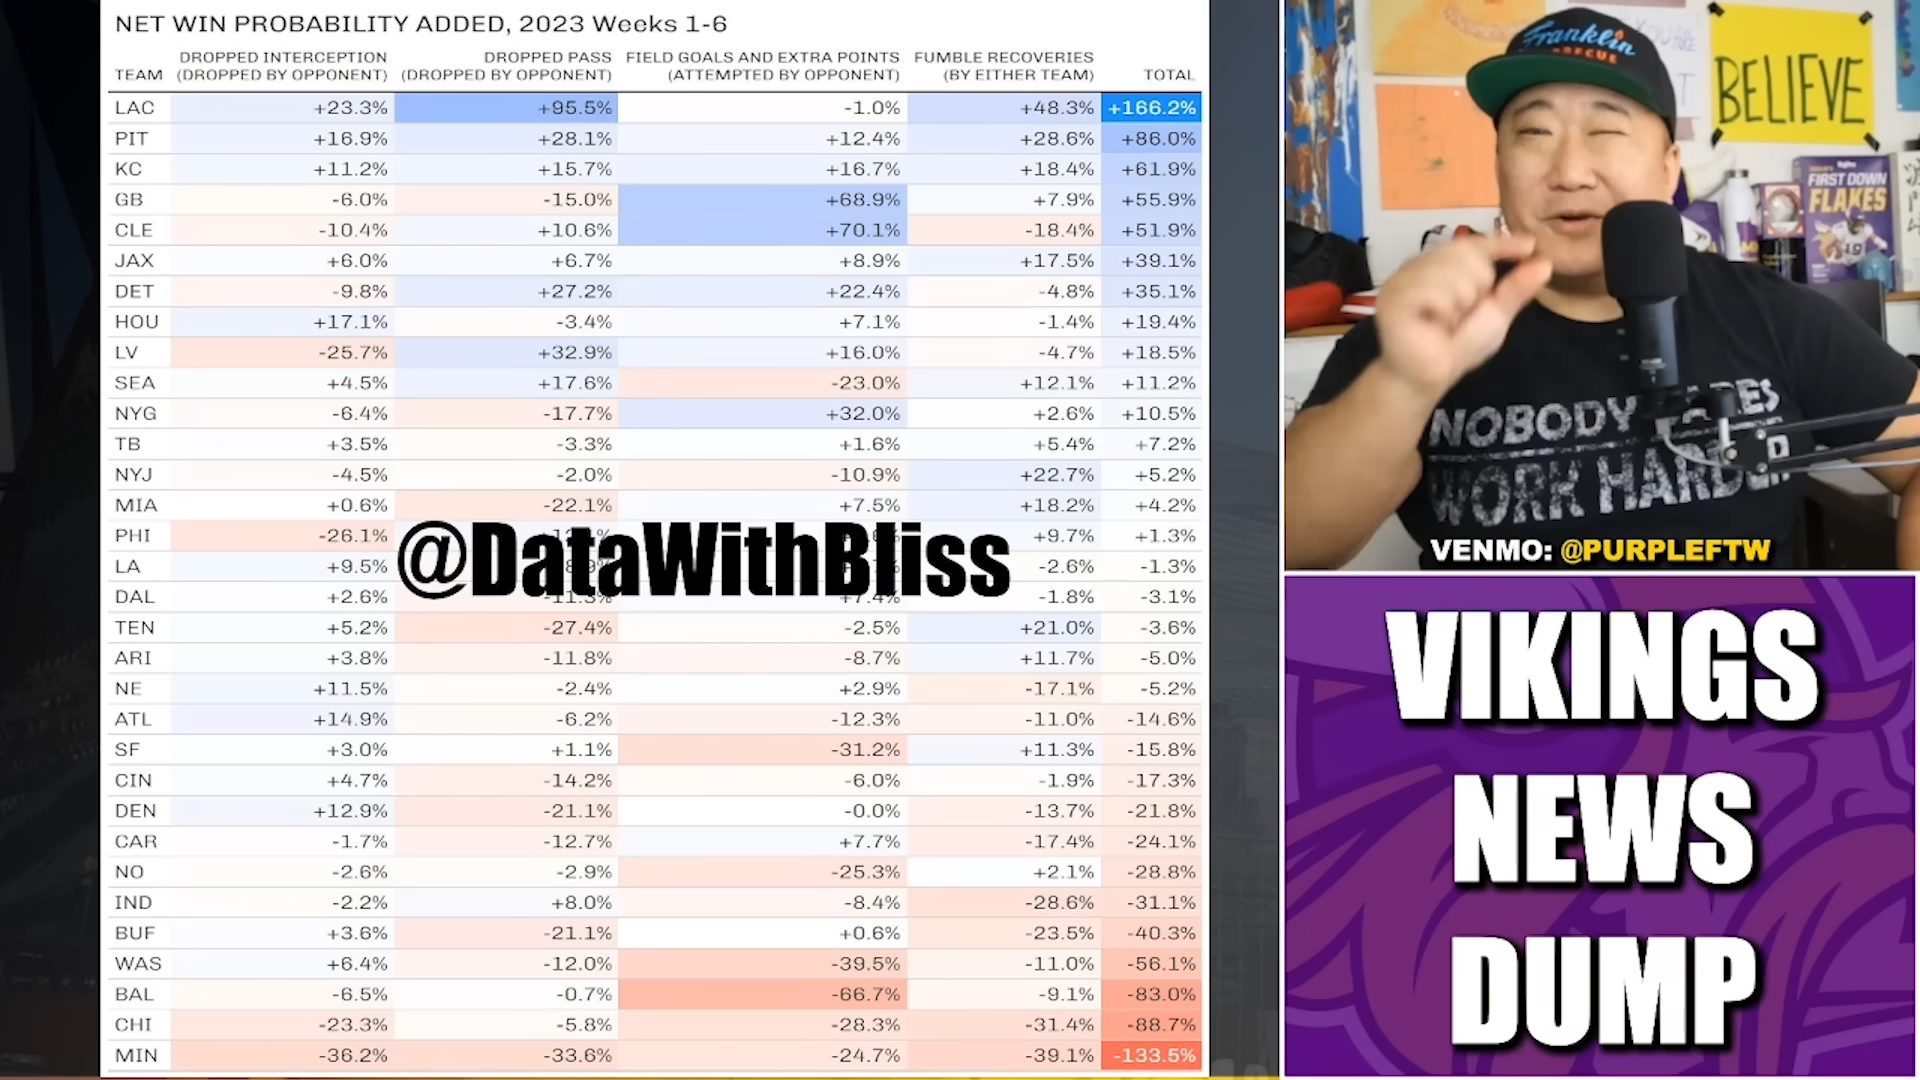 NET WIN PROBABILITY ADDED, 2023 Weeks 1-6
DROPPED INTERCEPTION DROPPED PASS FIELD GOALS AND EXTRA POINTS FUMBLE RECOVERIES
TEAM (DROPPED BY OPPONENT) (DROPPED BY OPPONENT) (ATTEMPTED BY OPPONENT) (BY EITHER TEAM) TOTAL
LAC +23.3% +95.5% -1.0% +48.3% +166.2%
PIT +16.9% +28.1% +12.4% +28.6% +86.0%
KC +11.2% +15.7% +16.7% +18.4% +61.9%
GB -6.0% -15.0% +68.9% +7.9% +55.9%
CLE -10.4% +10.6% +70.1% -18.4% +51.9%
JAX +6.0% +6.7% +8.9% +17.5% +39.1%
DET -9.8% +27.2% +22.4% -4.8% +35.1%
HOU +17.1% -3.4% +7.1% -1.4% +19.4%
LV -25.7% +32.9% +16.0% -4.7% +18.5%
SEA +4.5% +17.6% -23.0% +12.1% +11.2%
NYG -6.4% -17.7% +32.0% +2.6% +10.5%
TB +3.5% -3.3% +1.6% +5.4% +7.2%
NYJ -4.5% -2.0% -10.9% +22.7% +5.2%
MIA +0.6% -22.1% +7.5% +18.2% +4.2%
PHI -26.1% +9.7% +1.3%
@DataWithBliss
LA +9.5% -2.6% -1.3%
DAL +2.6% -11.3% +7.4% -1.8% -3.1%
TEN +5.2% -27.4% -2.5% +21.0% -3.6%
ARI +3.8% -11.8% -8.7% +11.7% -5.0%
NE +11.5% -2.4% +2.9% -17.1% -5.2%
ATL +14.9% -6.2% -12.3% -11.0% -14.6%
SF +3.0% +1.1% -31.2% +11.3% -15.8%
CIN +4.7% -14.2% -6.0% -1.9% -17.3%
DEN +12.9% -21.1% -0.0% -13.7% -21.8%
CAR -1.7% -12.7% +7.7% -17.4% -24.1%
NO -2.6% -2.9% -25.3% +2.1% -28.8%
IND -2.2% +8.0% -8.4% -28.6% -31.1%
BUF +3.6% -21.1% +0.6% -23.5% -40.3%
WAS +6.4% -12.0% -39.5% -11.0% -56.1%
BAL -6.5% -0.7% -66.7% -9.1% -83.0%
CHI -23.3% -5.8% -28.3% -31.4% -88.7%
MIN -36.2% -33.6% -24.7% -39.1% -133.5%
Franklin
BELIEVE
FIRST DOWN
FLAKES
19
NOBODY
WORK HARDER
VENMO: @PURPLEFTW
VIKINGS
NEWS
DUMP